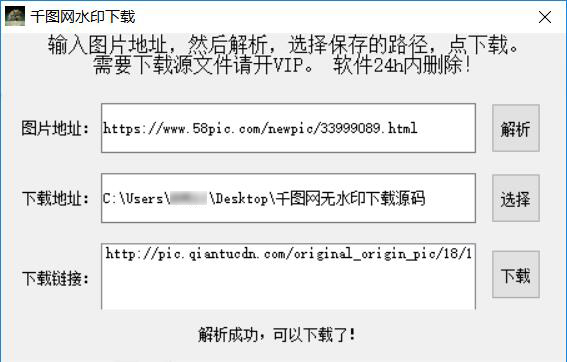 千图网水印下载
输入图片地址，然后解析，选择保存的路径，点下载。
需要下载源文件请开VIP。 软件24h内删除!
图片地址: https://www.58pic.com/newpic/33999089.html 解析
下载地址: C:\Users\ \Desktop\千图网无水印下载源码 选择
下载链接: http://pic.qiantucdn.com/original_origin_pic/18/1 下载
解析成功，可以下载了!